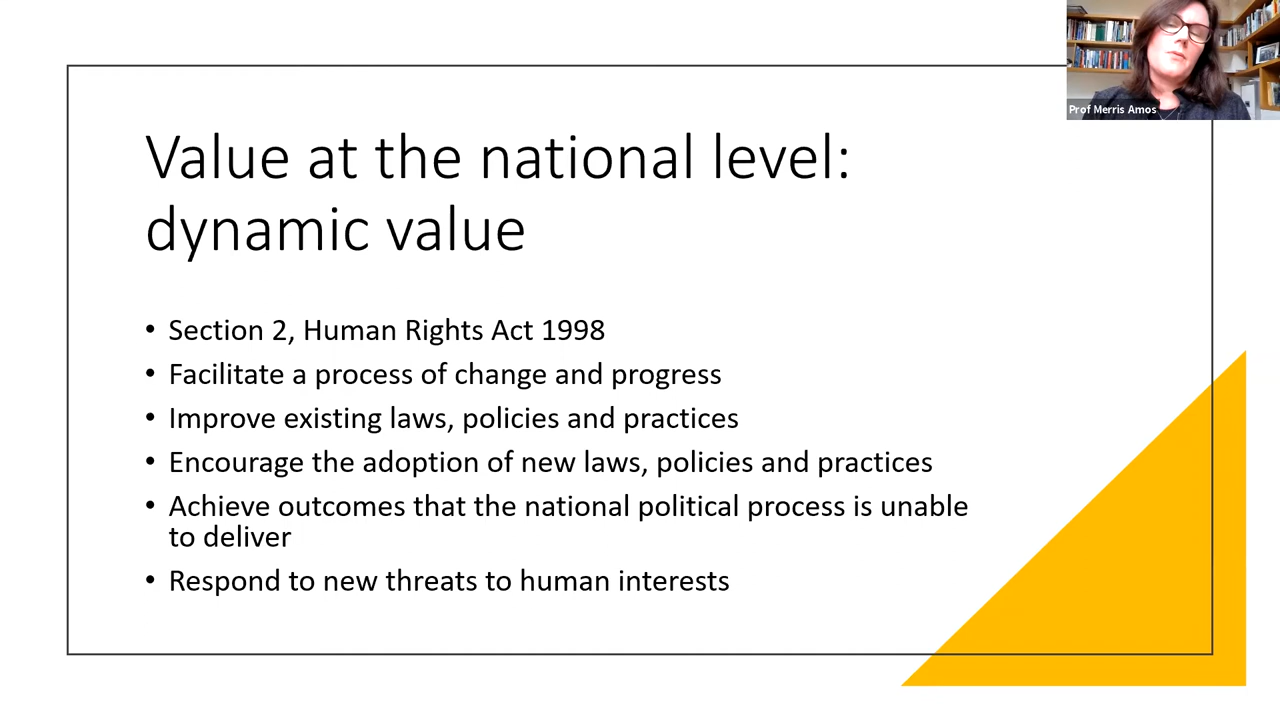 Prof Merris Amos
Value at the national level:
dynamic value
• Section 2, Human Rights Act 1998
• Facilitate a process of change and progress
• Improve existing laws, policies and practices
• Encourage the adoption of new laws, policies and practices
• Achieve outcomes that the national political process is unable
to deliver
• Respond to new threats to human interests